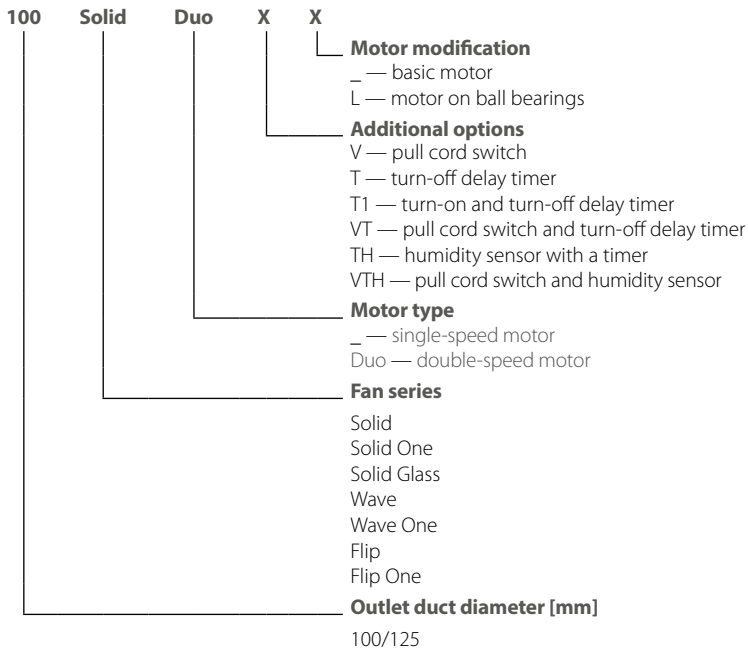 100 Solid Duo X X
Motor modification
_ — basic motor
L — motor on ball bearings
Additional options
V — pull cord switch
T — turn-off delay timer
T1 — turn-on and turn-off delay timer
VT — pull cord switch and turn-off delay timer
TH — humidity sensor with a timer
VTH — pull cord switch and humidity sensor
Motor type
_ — single-speed motor
Duo — double-speed motor
Fan series
Solid
Solid One
Solid Glass
Wave
Wave One
Flip
Flip One
Outlet duct diameter [mm]
100/125